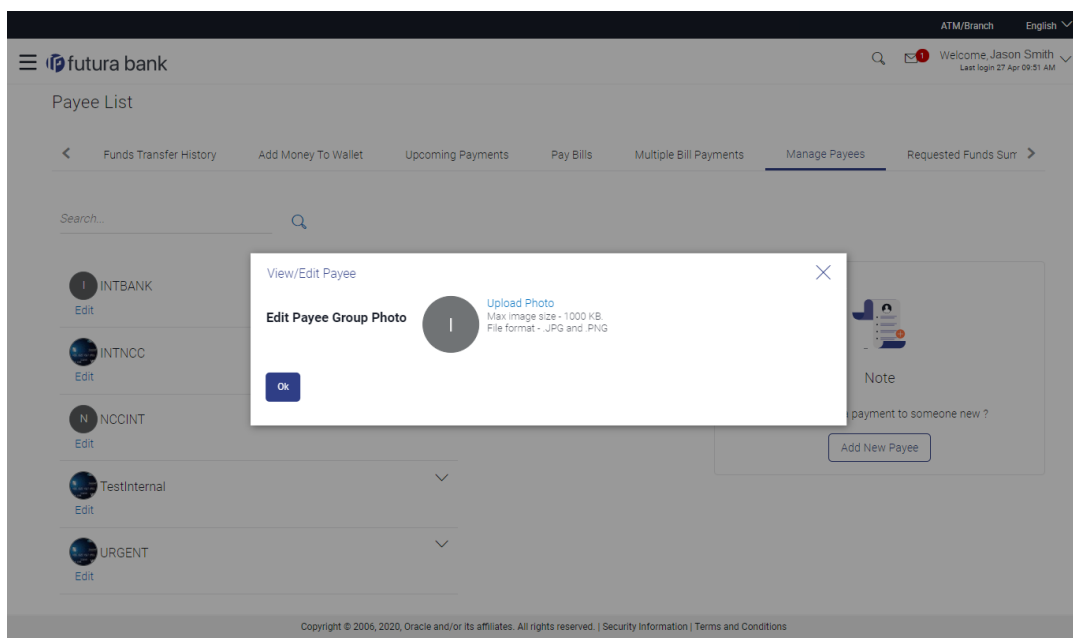 ATM/Branch English
futura bank
1
Welcome, Jason Smith
Last login 27 Apr 09:51 AM
Payee List
Funds Transfer History Add Money To Wallet Upcoming Payments Pay Bills Multiple Bill Payments Manage Payees Requested Funds Sum
Search...
View/Edit Payee
Edit Payee Group Photo
I
Upload Photo
Max image size - 1000 KB.
File format - .JPG and .PNG
Ok
I INTBANK
Edit
INTNCC
Edit
N NCCINT
Edit
TestInternal
Edit
URGENT
Edit
Note
payment to someone new ?
Add New Payee
Copyright © 2006, 2020, Oracle and/or its affiliates. All rights reserved. | Security Information | Terms and Conditions